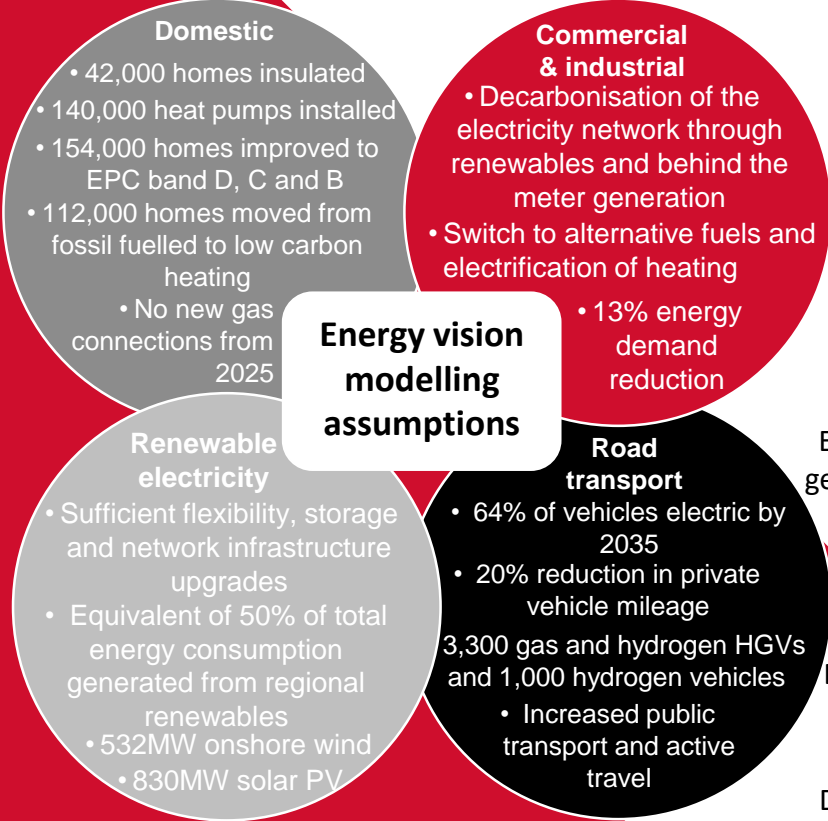 Domestic
• 42,000 homes insulated
• 140,000 heat pumps installed
• 154,000 homes improved to
EPC band D, C and B
• 112,000 homes moved from
fossil fuelled to low carbon
heating
• No new gas
connections from
2025
Commercial
& industrial
• Decarbonisation of the
electricity network through
renewables and behind the
meter generation
• Switch to alternative fuels and
electrification of heating
• 13% energy
demand
reduction
Energy vision
modelling
assumptions
Renewable
electricity
• Sufficient flexibility, storage
and network infrastructure
upgrades
• Equivalent of 50% of total
energy consumption
generated from regional
renewables
• 532MW onshore wind
• 830MW solar PV
Road
transport
• 64% of vehicles electric by
2035
• 20% reduction in private
vehicle mileage
3,300 gas and hydrogen HGVs
and 1,000 hydrogen vehicles
• Increased public
transport and active
travel